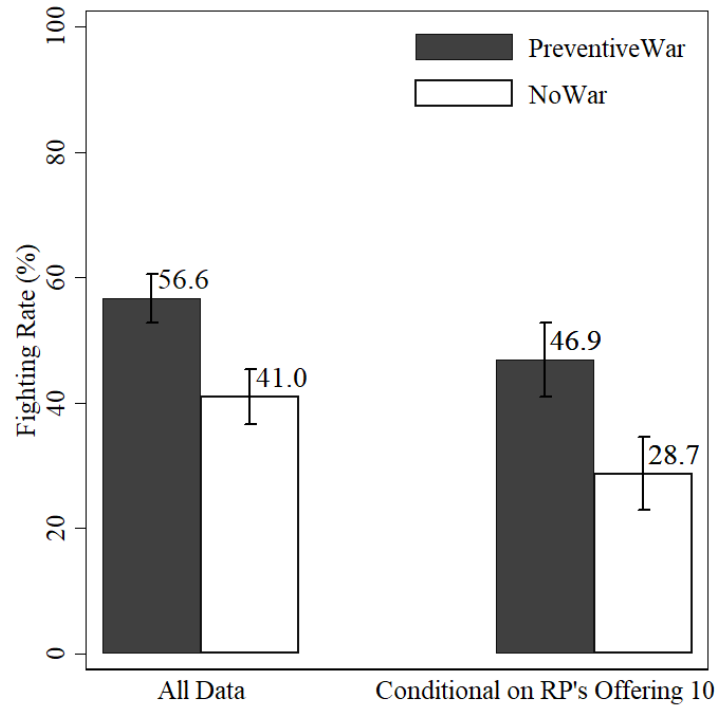 100
80
60
40
20
0
Fighting Rate (%)
PreventiveWar
NoWar
56.6
41.0
46.9
28.7
All Data
Conditional on RP's Offering 10